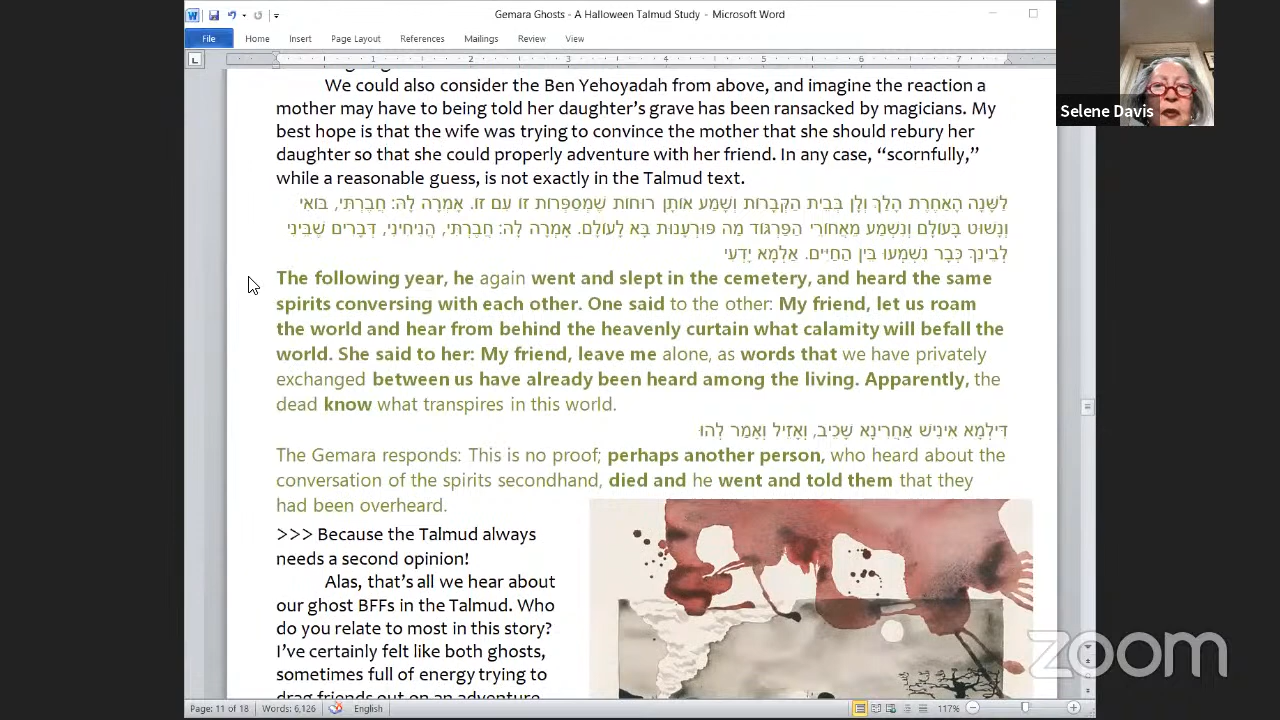 Gemara Ghosts - A Halloween Talmud Study - Microsoft Word
File Home Insert Page Layout References Mailings Review View
1 2 3 4 5 6 7
Selene Davis
We could also consider the Ben Yehoyadah from above, and imagine the reaction a
mother may have to being told her daughter's grave has been ransacked by magicians. My
best hope is that the wife was trying to convince the mother that she should rebury her
daughter so that she could properly adventure with her friend. In any case, “scornfully,”
while a reasonable guess, is not exactly in the Talmud text.
לַשָּׁנָה הָאַחֶרֶת הָלַךְ וְלָן בְּבֵית הַקְּבָרוֹת וְשָׁמַע אוֹתָן רוּחוֹת שֶׁמְּסַפְּרוֹת זוֹ עִם זוֹ. אָמְרָה לָהּ: חֲבֶרְתִּי, בּוֹאִי
וְנָשׁוּט בָּעוֹלָם וְנִשְׁמַע מֵאֲחוֹרֵי הַפַּרְגּוֹד מַה פּוּרְעָנוּת בָּא לָעוֹלָם. אָמְרָה לָהּ: חֲבֶרְתִּי, הַנִּיחִינִי, דְּבָרִים שֶׁבֵּינִי
לְבֵינֵךְ כְּבָר נִשְׁמְעוּ בֵּין הַחַיִּים. אַלְמָא יָדְעִי
The following year, he again went and slept in the cemetery, and heard the same
spirits conversing with each other. One said to the other: My friend, let us roam
the world and hear from behind the heavenly curtain what calamity will befall the
world. She said to her: My friend, leave me alone, as words that we have privately
exchanged between us have already been heard among the living. Apparently, the
dead know what transpires in this world.
דִּילְמָא אִינִישׁ אַחֲרִינָא שָׁכֵיב, וְאָזֵיל וְאָמַר לְהוּ
The Gemara responds: This is no proof; perhaps another person, who heard about the
conversation of the spirits secondhand, died and he went and told them that they
had been overheard.
>>> Because the Talmud always
needs a second opinion!
Alas, that's all we hear about
our ghost BFFs in the Talmud. Who
do you relate to most in this story?
I've certainly felt like both ghosts,
sometimes full of energy trying to
drag friends out on an adventure
zoom
Page: 11 of 18 Words: 6,126 English 117%